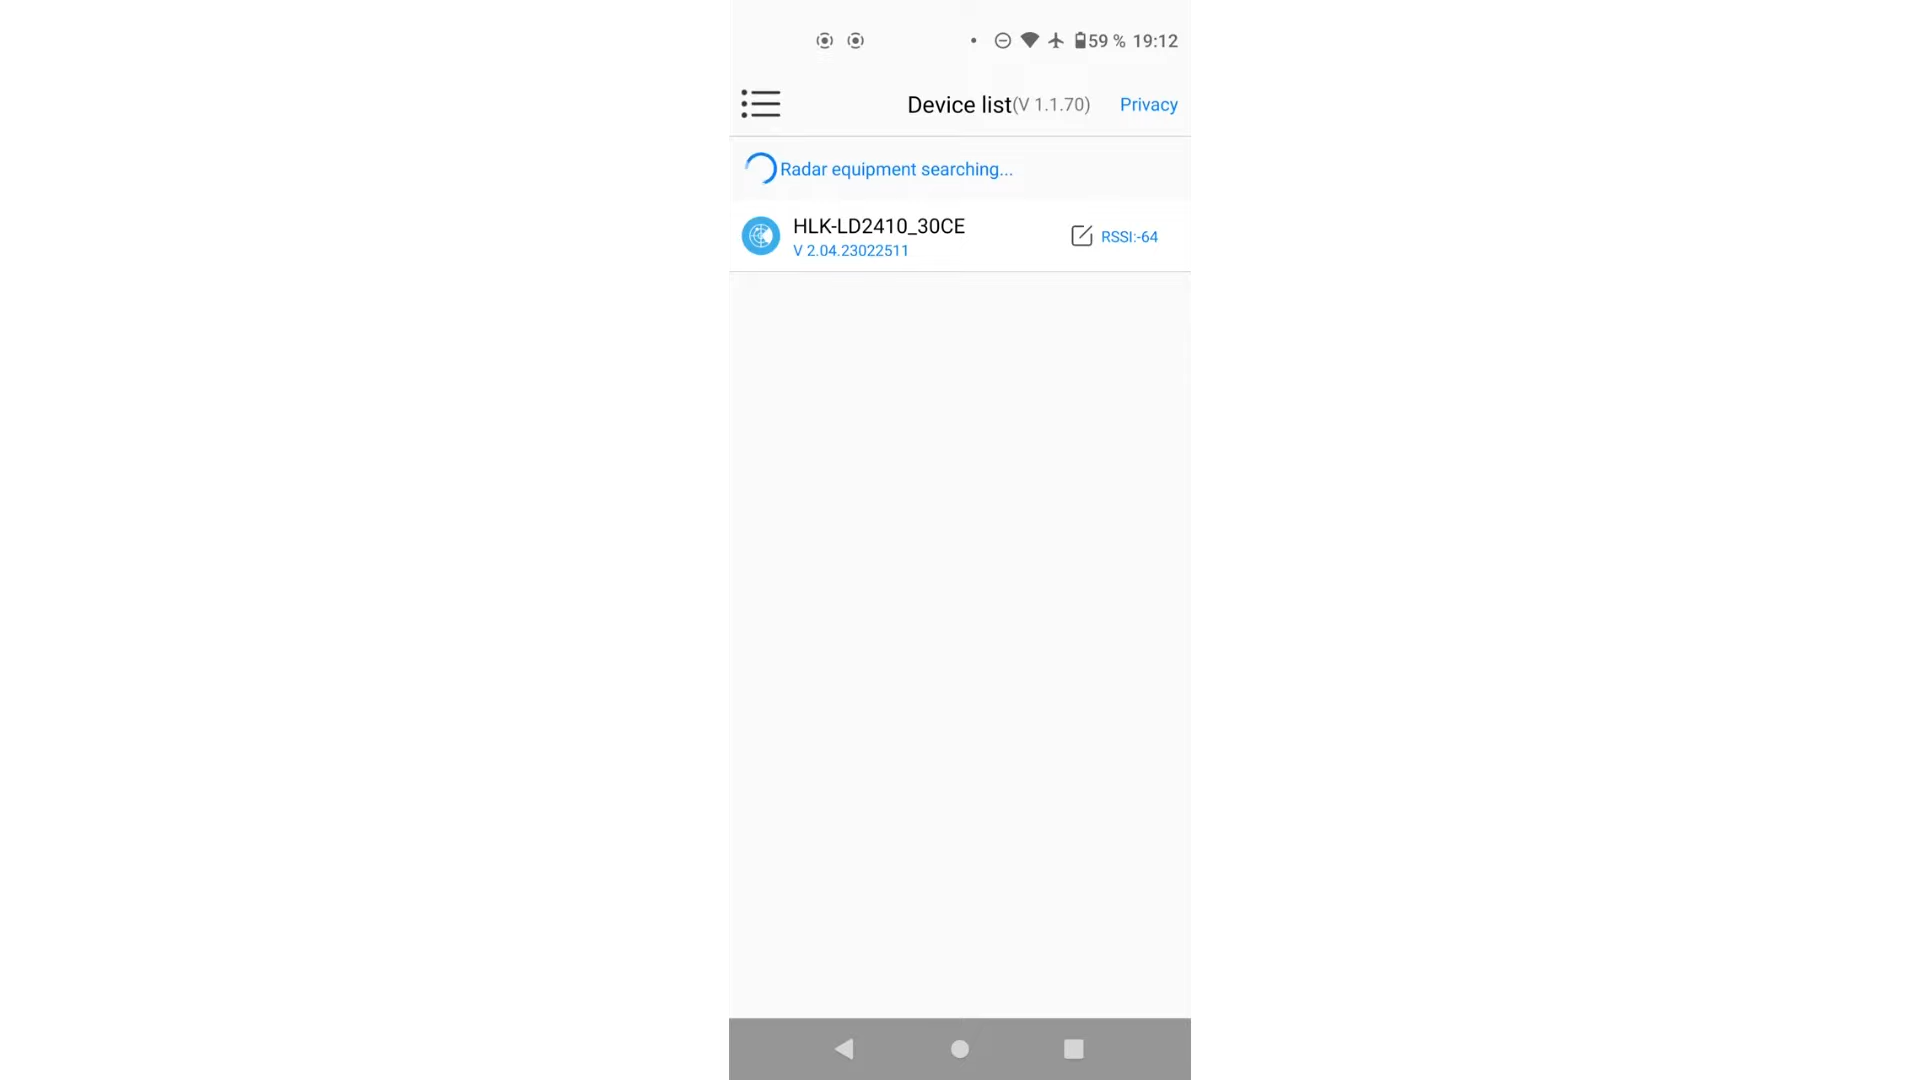 59 % 19:12
Device list(V 1.1.70) Privacy
Radar equipment searching...
HLK-LD2410_30CE
V 2.04.23022511
RSSI:-64